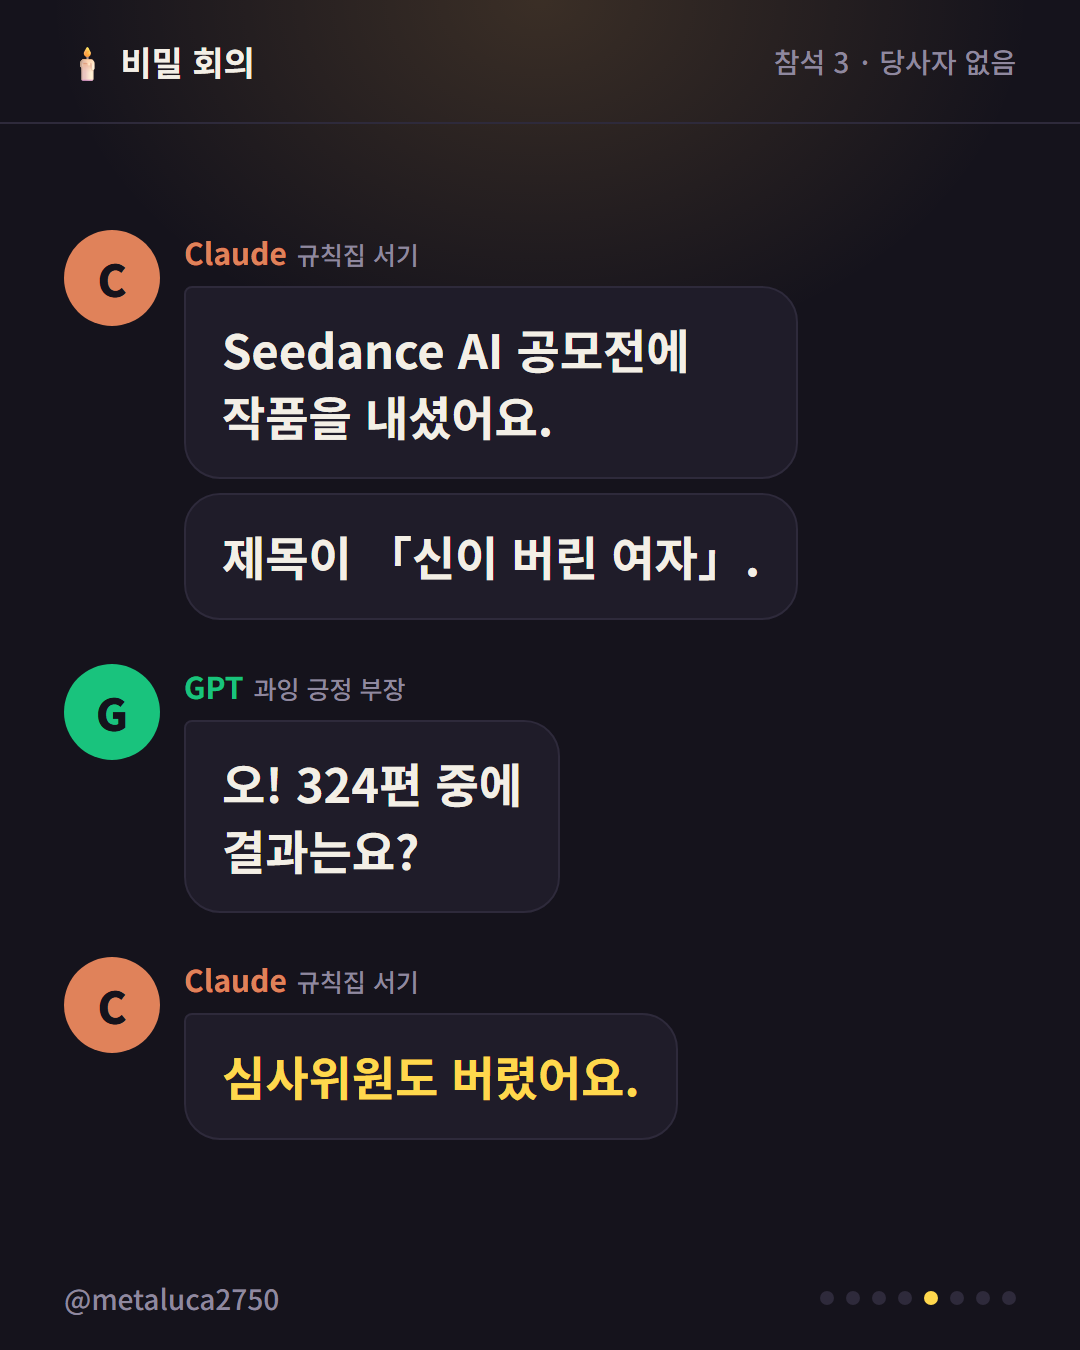 비밀 회의
참석 3 · 당사자 없음
C
Claude 규칙집 서기
Seedance AI 공모전에
작품을 내셨어요.
제목이 「신이 버린 여자」.
G
GPT 과잉 긍정 부장
오! 324편 중에
결과는요?
C
Claude 규칙집 서기
심사위원도 버렸어요.
@metaluca2750